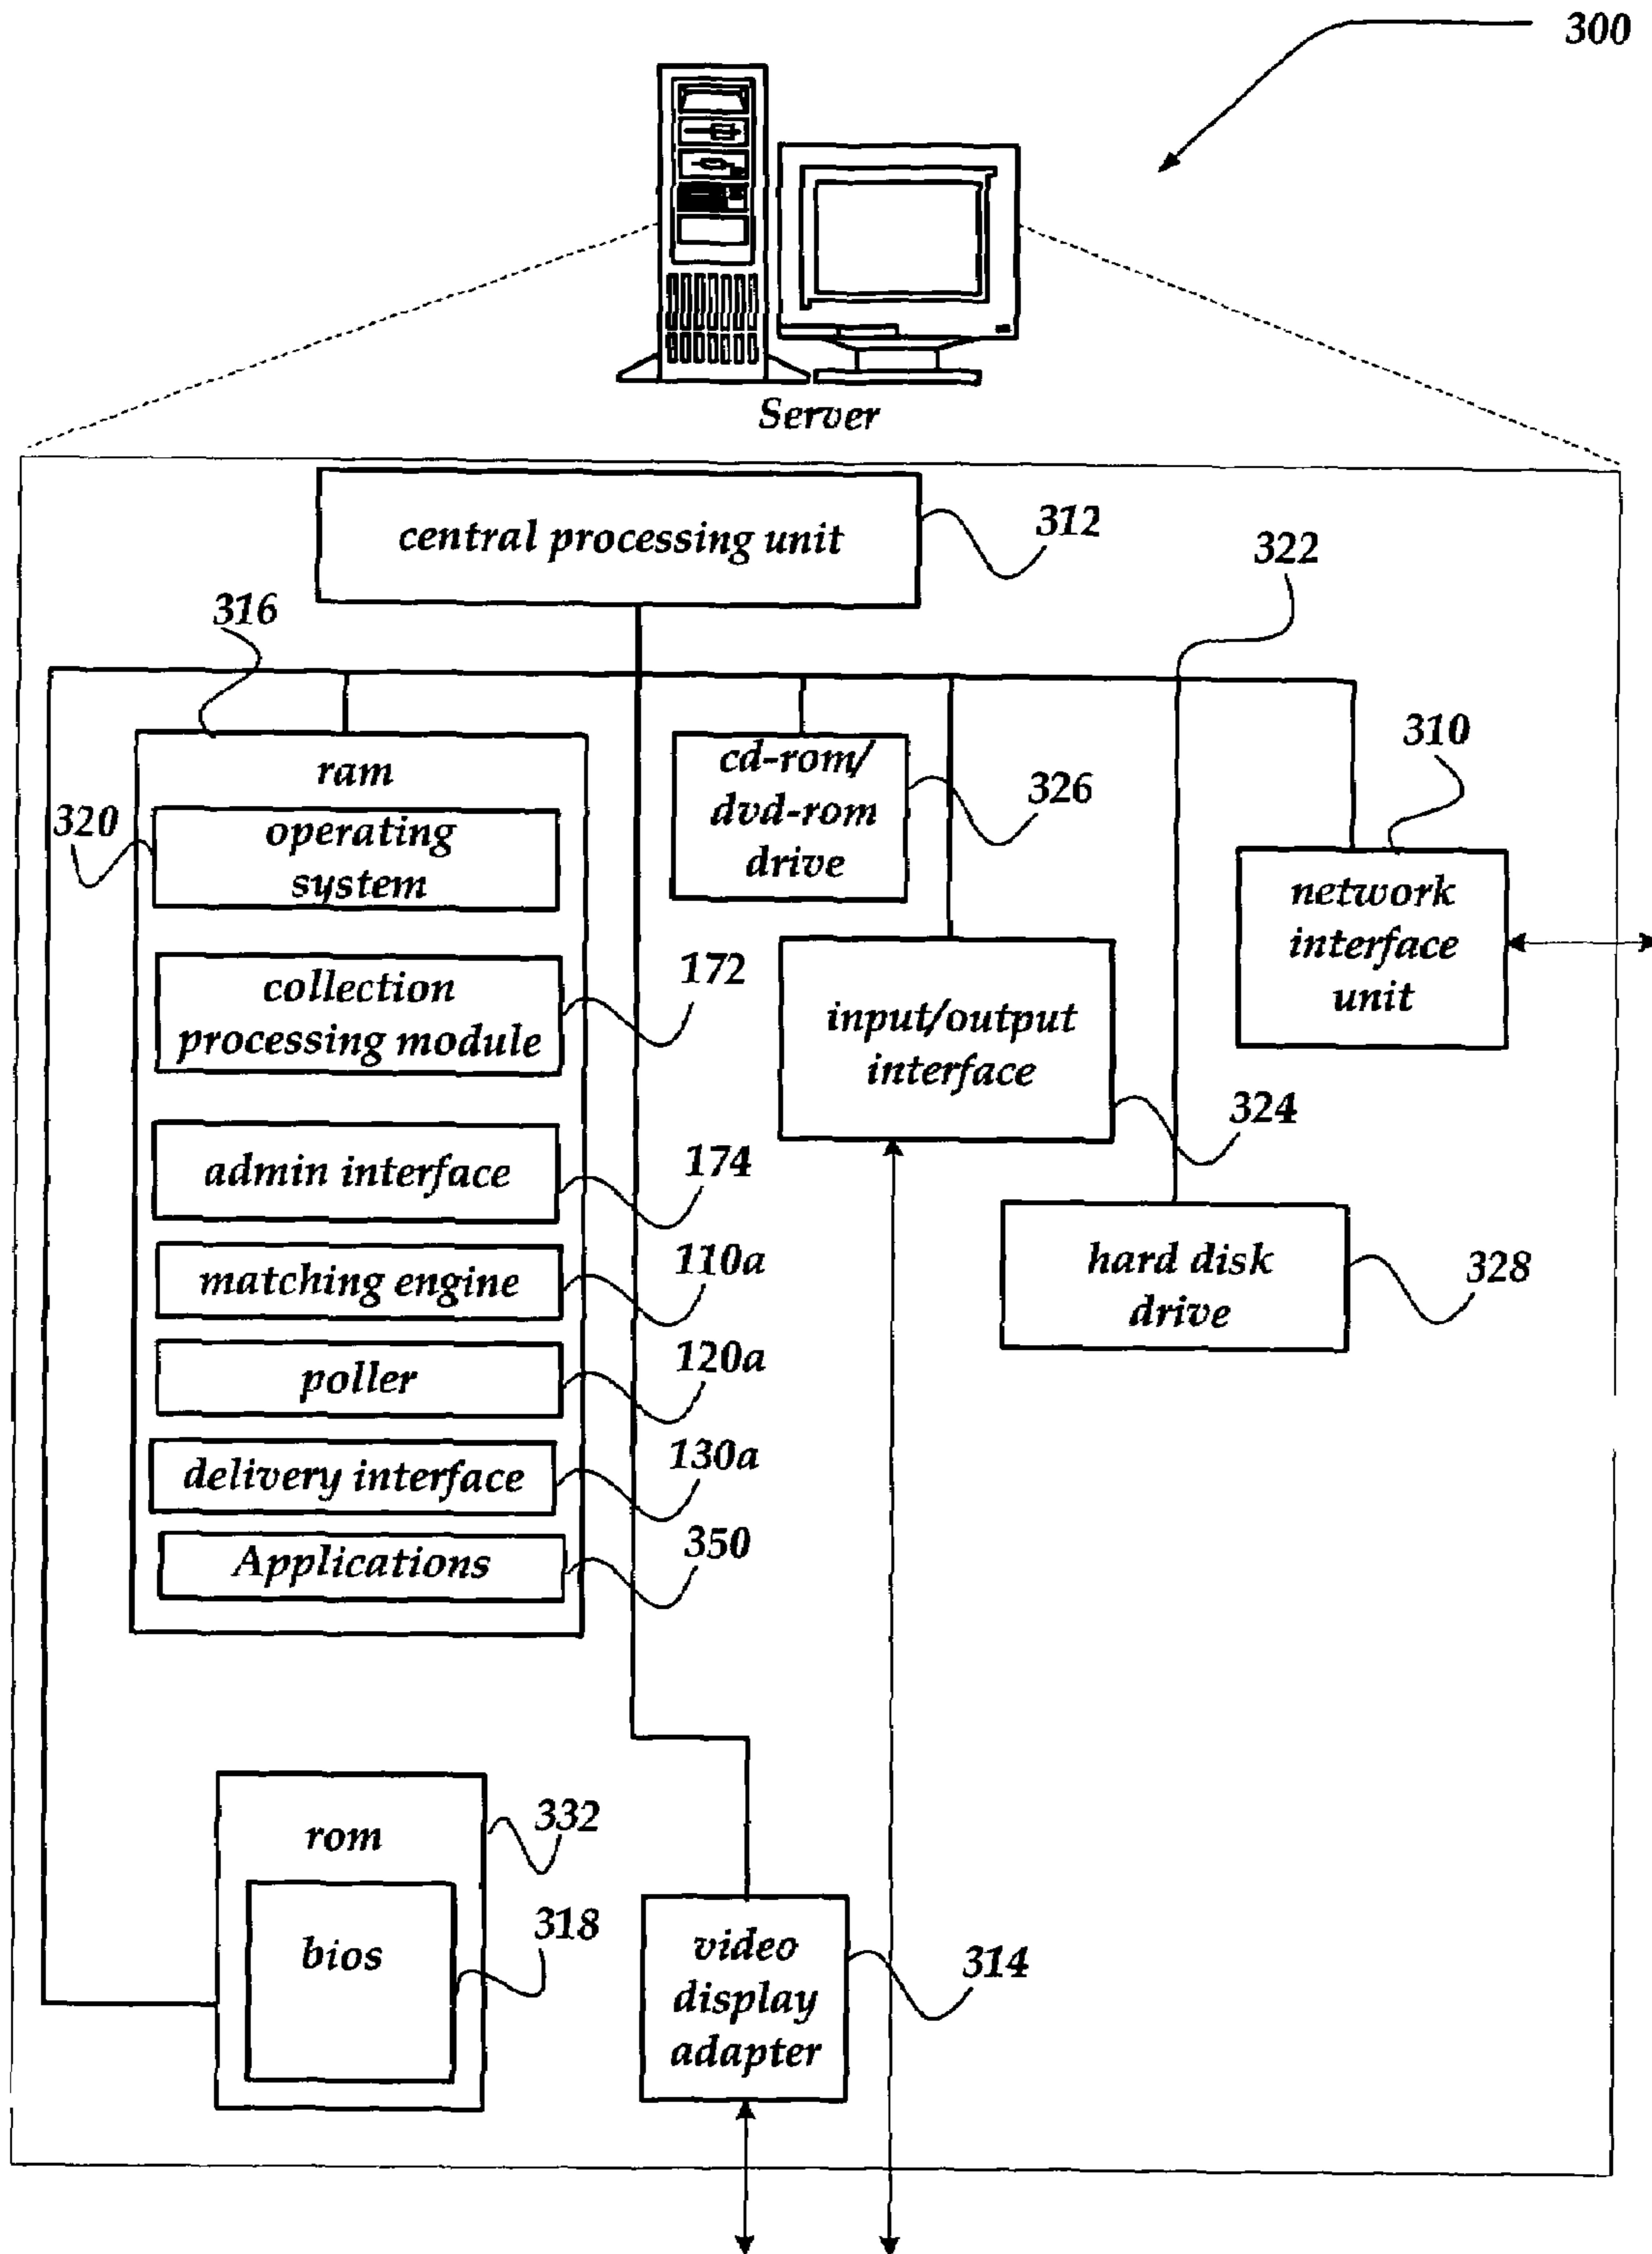 300
Server
central processing unit
312
322
316
310
ram
cd-rom/
dvd-rom
drive
326
320
operating
system
network
interface
unit
collection
processing module
172
input/output
interface
324
admin interface
174
hard disk
drive
328
matching engine
110a
poller
120a
delivery interface
130a
Applications
350
rom
332
bios
318
video
display
adapter
314